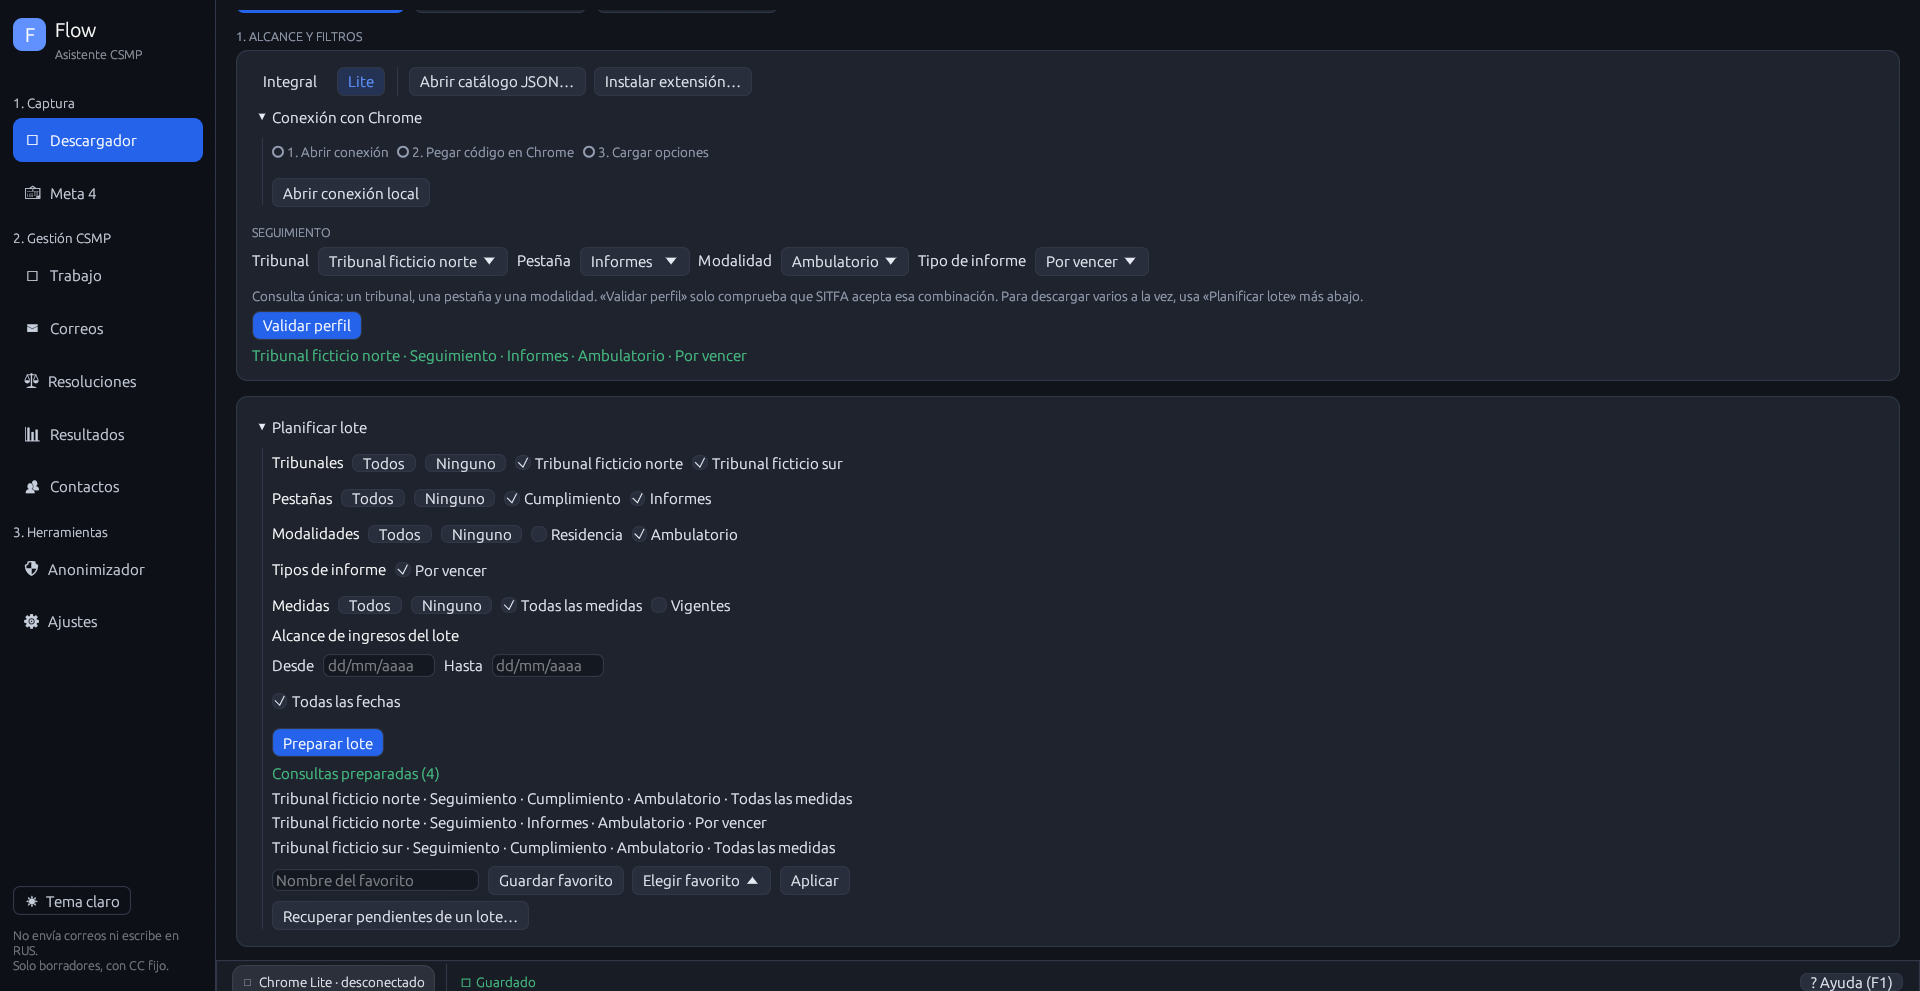 F Flow
Asistente CSMP
1. Captura
Descargador
Meta 4
2. Gestión CSMP
Trabajo
Correos
Resoluciones
Resultados
Contactos
3. Herramientas
Anonimizador
Ajustes
Tema claro
No envía correos ni escribe en
RUS.
Solo borradores, con CC fijo.
1. ALCANCE Y FILTROS
Integral Lite Abrir catálogo JSON... Instalar extensión...
Conexión con Chrome
1. Abrir conexión 2. Pegar código en Chrome 3. Cargar opciones
Abrir conexión local
SEGUIMIENTO
Tribunal Tribunal ficticio norte Pestaña Informes Modalidad Ambulatorio Tipo de informe Por vencer
Consulta única: un tribunal, una pestaña y una modalidad. «Validar perfil» solo comprueba que SITFA acepta esa combinación. Para descargar varios a la vez, usa «Planificar lote» más abajo.
Validar perfil
Tribunal ficticio norte · Seguimiento · Informes · Ambulatorio · Por vencer
Planificar lote
Tribunales Todos Ninguno Tribunal ficticio norte Tribunal ficticio sur
Pestañas Todos Ninguno Cumplimiento Informes
Modalidades Todos Ninguno Residencia Ambulatorio
Tipos de informe Por vencer
Medidas Todos Ninguno Todas las medidas Vigentes
Alcance de ingresos del lote
Desde dd/mm/aaaa Hasta dd/mm/aaaa
Todas las fechas
Preparar lote
Consultas preparadas (4)
Tribunal ficticio norte · Seguimiento · Cumplimiento · Ambulatorio · Todas las medidas
Tribunal ficticio norte · Seguimiento · Informes · Ambulatorio · Por vencer
Tribunal ficticio sur · Seguimiento · Cumplimiento · Ambulatorio · Todas las medidas
Nombre del favorito Guardar favorito Elegir favorito Aplicar
Recuperar pendientes de un lote...
Chrome Lite · desconectado Guardado ? Ayuda (F1)